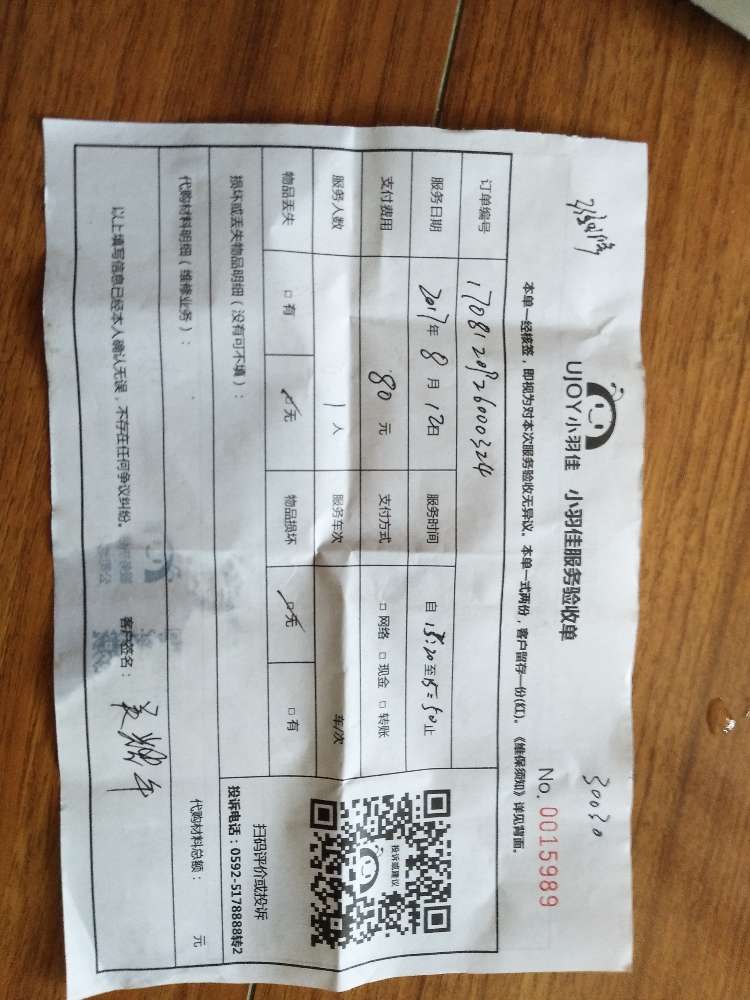 30030
UJOY小羽佳 小羽佳服务验收单
No. 0015989
本单一经核签，即视为对本次服务验收无异议。本单一式两份，客户留存一份(红)。《维保须知》详见背面。
订单编号 1708120926000324
服务日期 2017年 8月 12日 服务时间 自 13:20 至 15:50 止
支付费用 80 元 支付方式 □网络 □现金 □转账
服务人数 1 人 服务车次 车/次
物品丢失 □有 ☑无 物品损坏 ☑无 □有
投诉或建议
扫码评价或投诉
投诉电话：0592-5178888转2
损坏或丢失物品明细（没有可不填）：
代购材料明细（维修业务）： 代购材料总额： 元
以上填写信息已经本人确认无误，不存在任何争议纠纷。 客户签名：